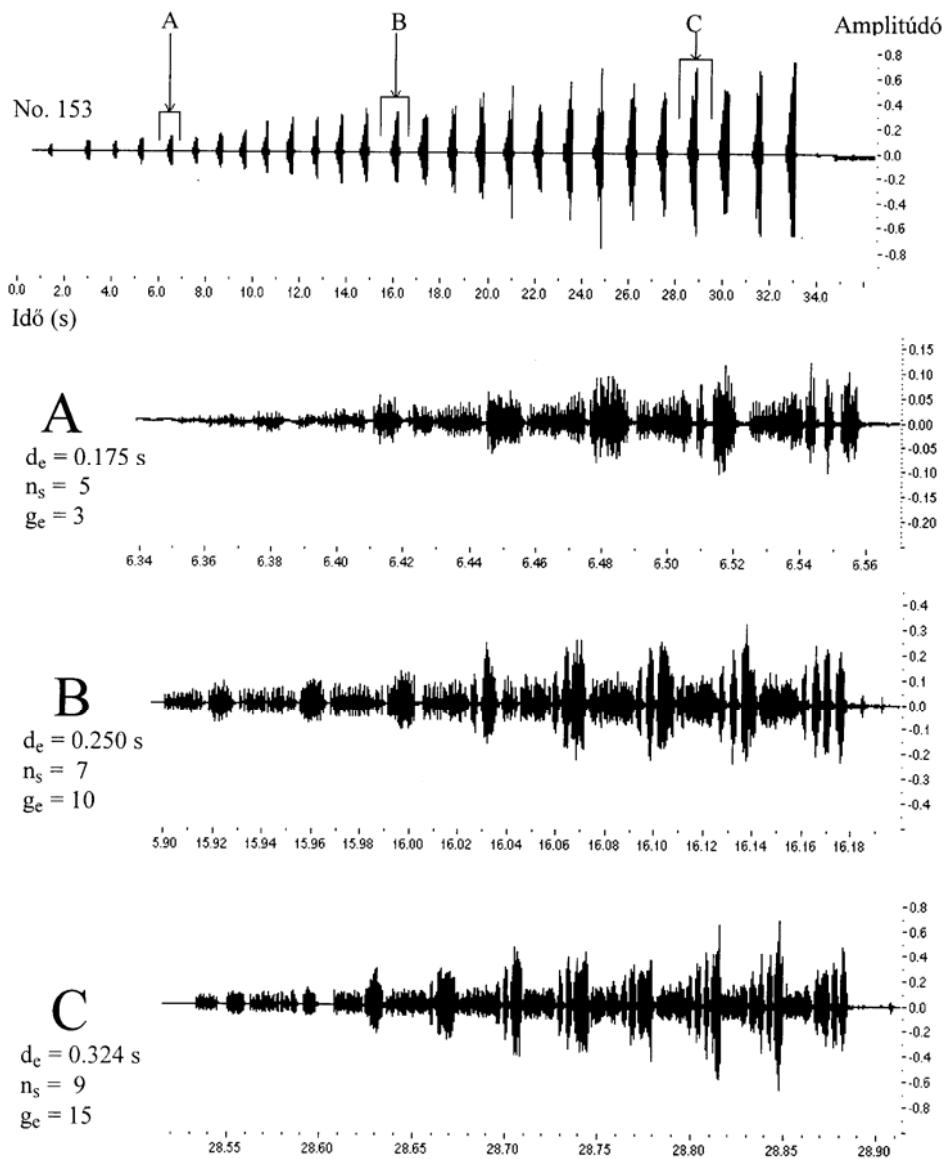 A B C Amplitúdó
0.8
0.6
0.4
0.2
0.0
0.2
-0.4
-0.6
-0.8
No. 153
0.0 2.0 4.0 6.0 8.0 10.0 12.0 14.0 16.0 18.0 20.0 22.0 24.0 26.0 28.0 30.0 32.0 34.0
Idő (s)
A
dₑ = 0.175 s
nₛ = 5
gₑ = 3
0.15
0.10
0.05
0.00
-0.05
-0.10
-0.15
-0.20
6.34 6.36 6.38 6.40 6.42 6.44 6.46 6.48 6.50 6.52 6.54 6.56
B
dₑ = 0.250 s
nₛ = 7
gₑ = 10
0.4
0.3
0.2
0.1
0.0
-0.1
-0.2
-0.3
-0.4
5.90 15.92 15.94 15.96 15.98 16.00 16.02 16.04 16.06 16.08 16.10 16.12 16.14 16.16 16.18
C
dₑ = 0.324 s
nₛ = 9
gₑ = 15
0.8
0.6
0.4
0.2
0.0
0.2
-0.4
-0.6
-0.8
28.55 28.60 28.65 28.70 28.75 28.80 28.85 28.90